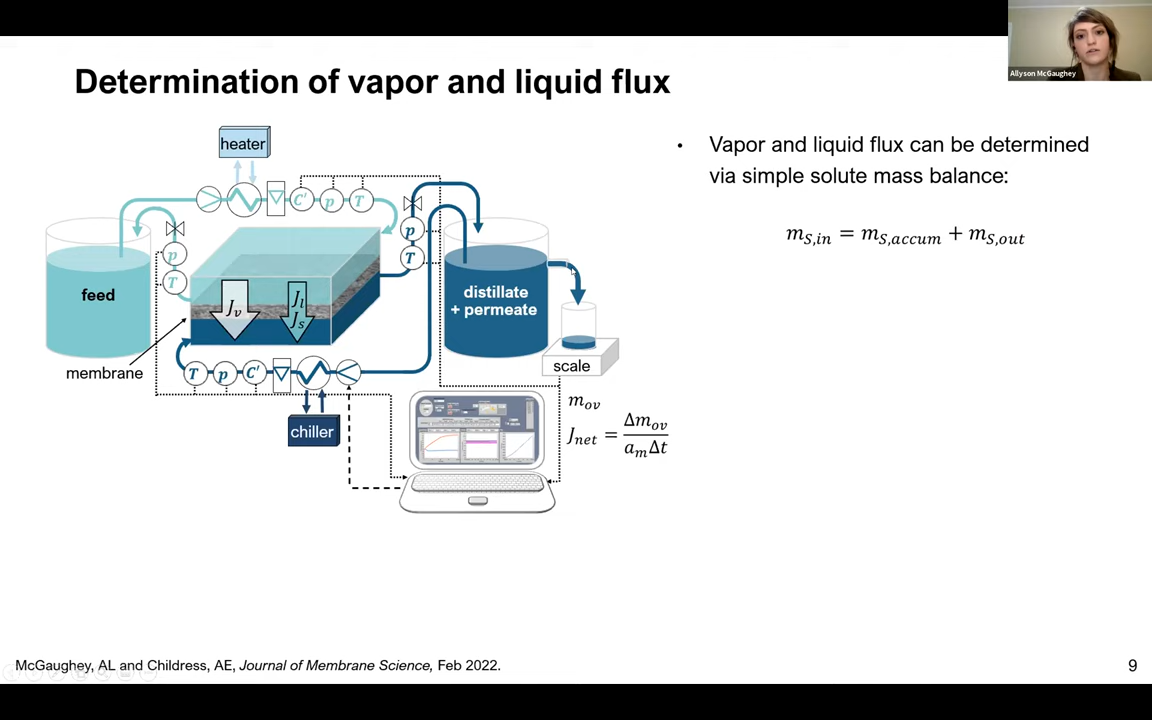 Allyson McGaughey
Determination of vapor and liquid flux
heater
C' p T
p
T
p
T
feed
distillate
+ permeate
J_v
J_l
J_s
membrane
T p C'
scale
chiller
m_ov
J_net = Δm_ov / a_mΔt
• Vapor and liquid flux can be determined
via simple solute mass balance:
m_S,in = m_S,accum + m_S,out
McGaughey, AL and Childress, AE, Journal of Membrane Science, Feb 2022.
9